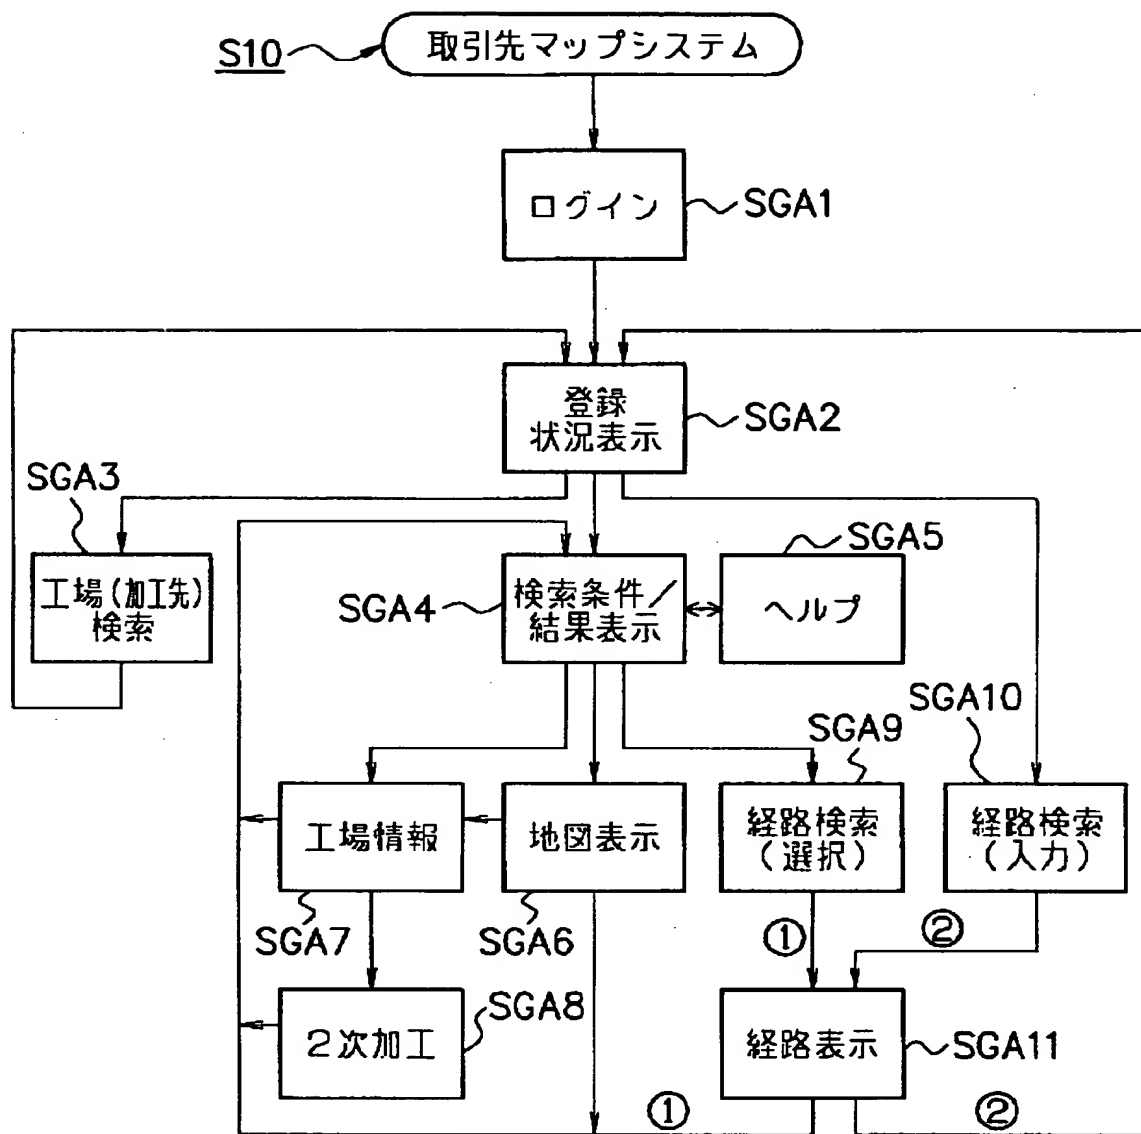 S10
取引先マップシステム
ログイン
SGA1
登録
状況表示
SGA2
SGA3
工場(加工先)
検索
SGA4
検索条件/
結果表示
SGA5
ヘルプ
SGA10
SGA9
工場情報
地図表示
経路検索
(選択)
経路検索
(入力)
SGA7
SGA6
①
②
2次加工
SGA8
経路表示
SGA11
①
②